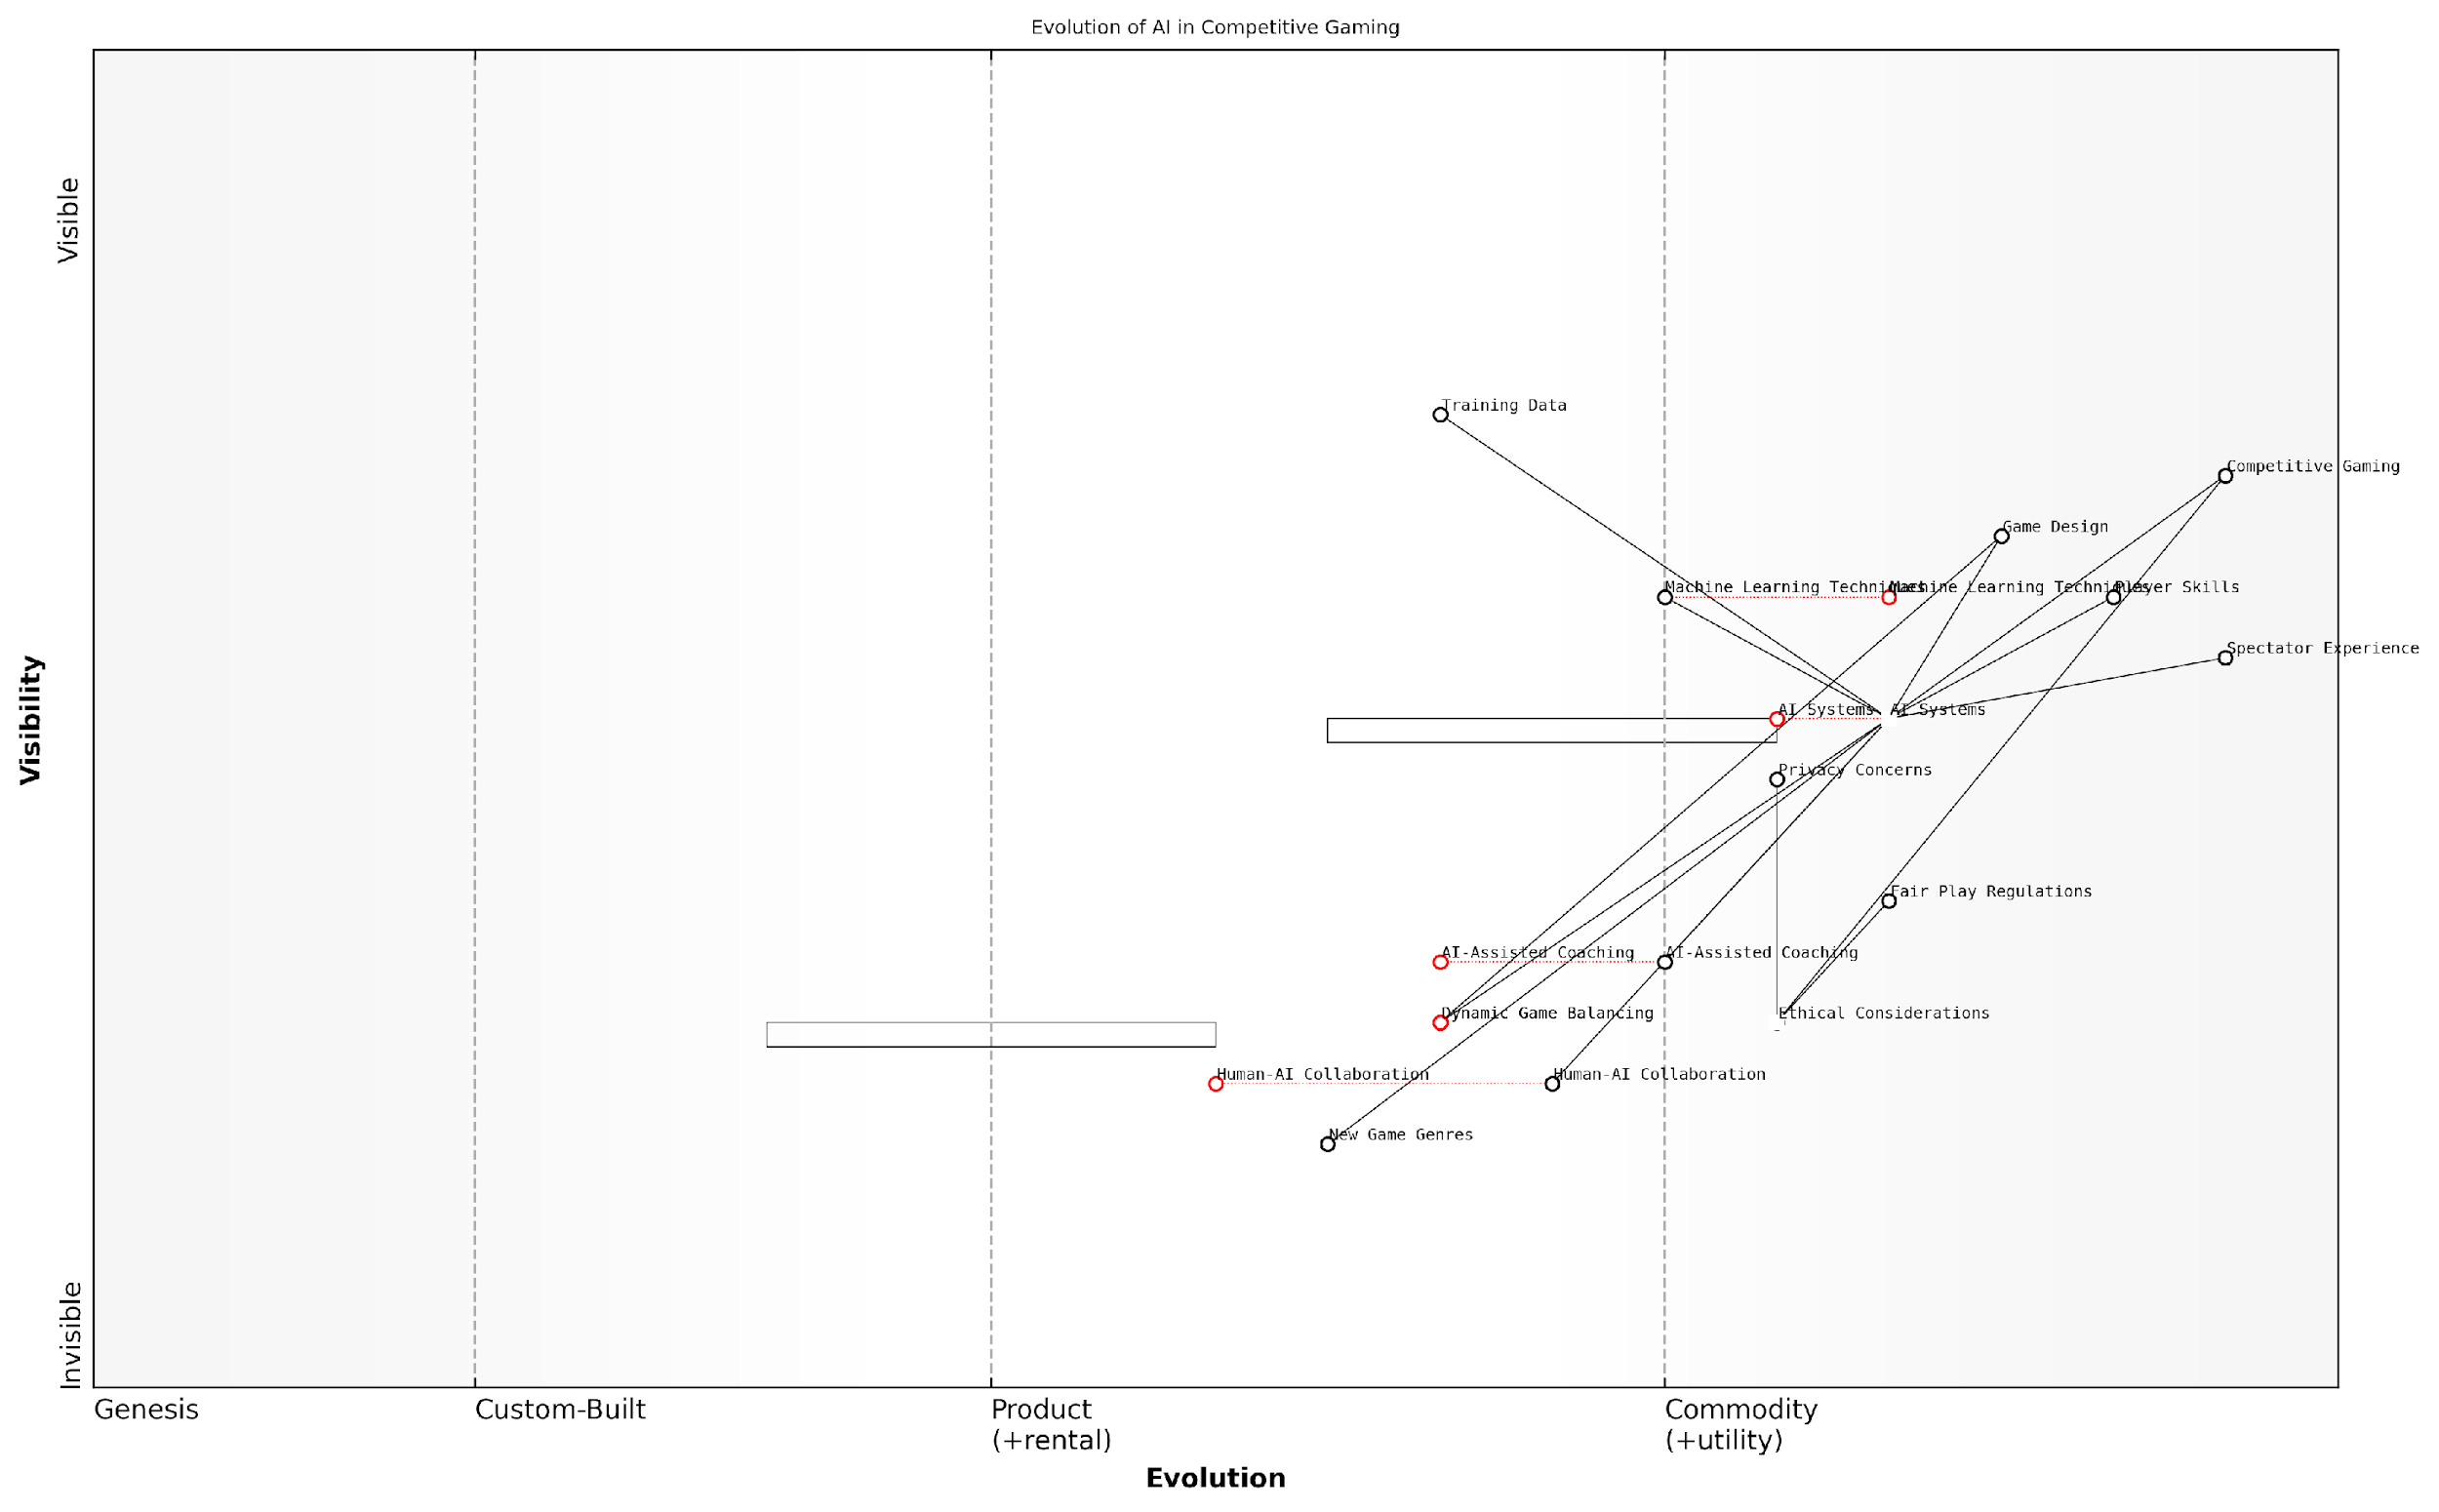 Evolution of AI in Competitive Gaming
Visible
Training Data
Competitive Gaming
Game Design
Machine Learning Techniques
Machine Learning Techniques
Player Skills
Spectator Experience
AI Systems
AI Systems
Visibility
Privacy Concerns
Fair Play Regulations
AI-Assisted Coaching
AI-Assisted Coaching
Dynamic Game Balancing
Ethical Considerations
Human-AI Collaboration
Human-AI Collaboration
New Game Genres
Invisible
Genesis
Custom-Built
Product
(+rental)
Commodity
(+utility)
Evolution